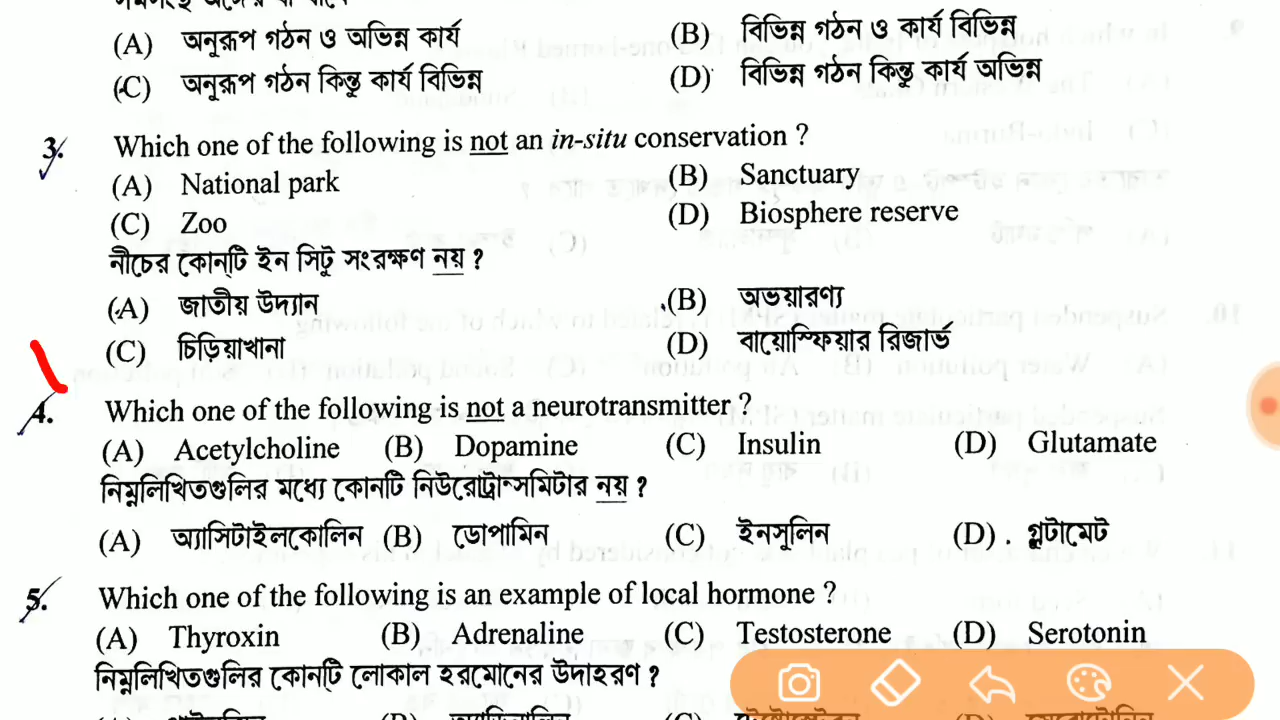 (A) অনুরূপ গঠন ও অভিন্ন কার্য (B) বিভিন্ন গঠন ও কার্য বিভিন্ন
(C) অনুরূপ গঠন কিন্তু কার্য বিভিন্ন (D) বিভিন্ন গঠন কিন্তু কার্য অভিন্ন
3. Which one of the following is not an in-situ conservation ?
(A) National park (B) Sanctuary
(C) Zoo (D) Biosphere reserve
নীচের কোন্‌টি ইন সিটু সংরক্ষণ নয় ?
(A) জাতীয় উদ্যান (B) অভয়ারণ্য
(C) চিড়িয়াখানা (D) বায়োস্ফিয়ার রিজার্ভ
4. Which one of the following is not a neurotransmitter ?
(A) Acetylcholine (B) Dopamine (C) Insulin (D) Glutamate
নিম্নলিখিতগুলির মধ্যে কোনটি নিউরোট্রান্সমিটার নয় ?
(A) অ্যাসিটাইলকোলিন (B) ডোপামিন (C) ইনসুলিন (D) গ্লুটামেট
5. Which one of the following is an example of local hormone ?
(A) Thyroxin (B) Adrenaline (C) Testosterone (D) Serotonin
নিম্নলিখিতগুলির কোন্‌টি লোকাল হরমোনের উদাহরণ ?